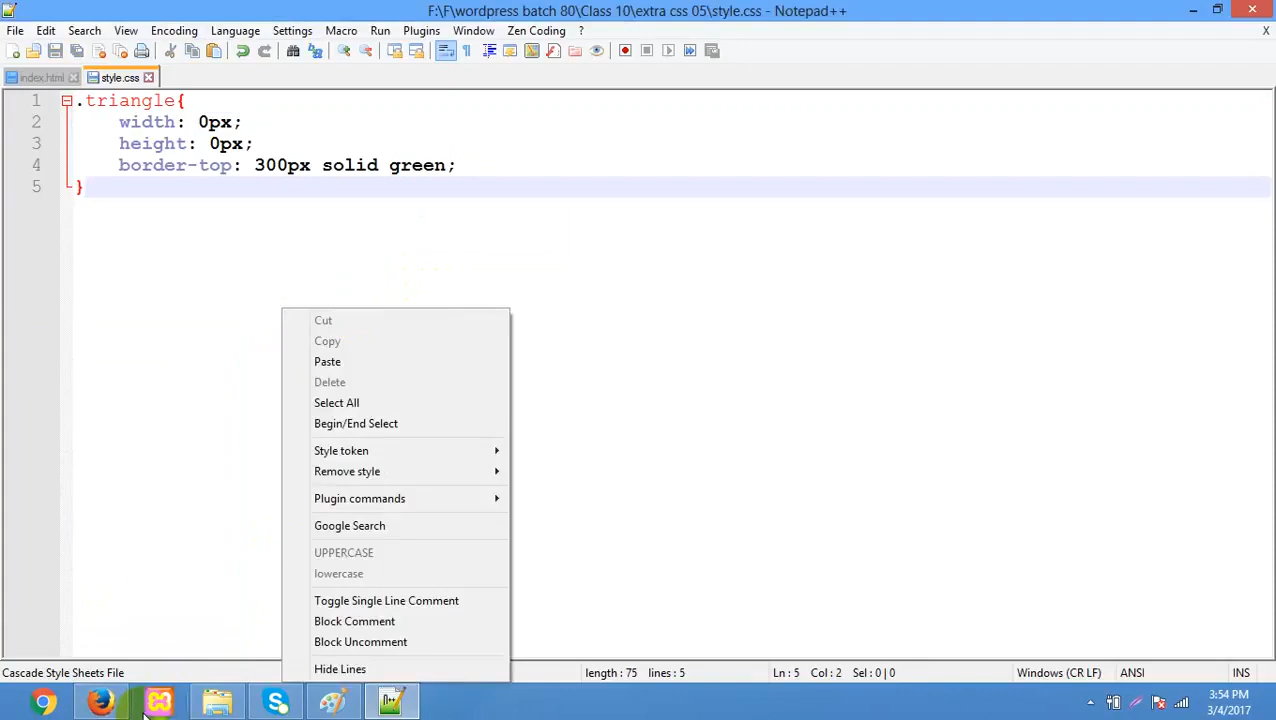 F:\F\wordpress batch 80\Class 10\extra css 05\style.css - Notepad++
File Edit Search View Encoding Language Settings Macro Run Plugins Window Zen Coding ? X
index.html style.css
1 .triangle{
2 width: 0px;
3 height: 0px;
4 border-top: 300px solid green;
5 }
Cut
Copy
Paste
Delete
Select All
Begin/End Select
Style token
Remove style
Plugin commands
Google Search
UPPERCASE
lowercase
Toggle Single Line Comment
Block Comment
Block Uncomment
Hide Lines
Cascade Style Sheets File length : 75 lines : 5 Ln : 5 Col : 2 Sel : 0 | 0 Windows (CR LF) ANSI INS
3:54 PM
3/4/2017